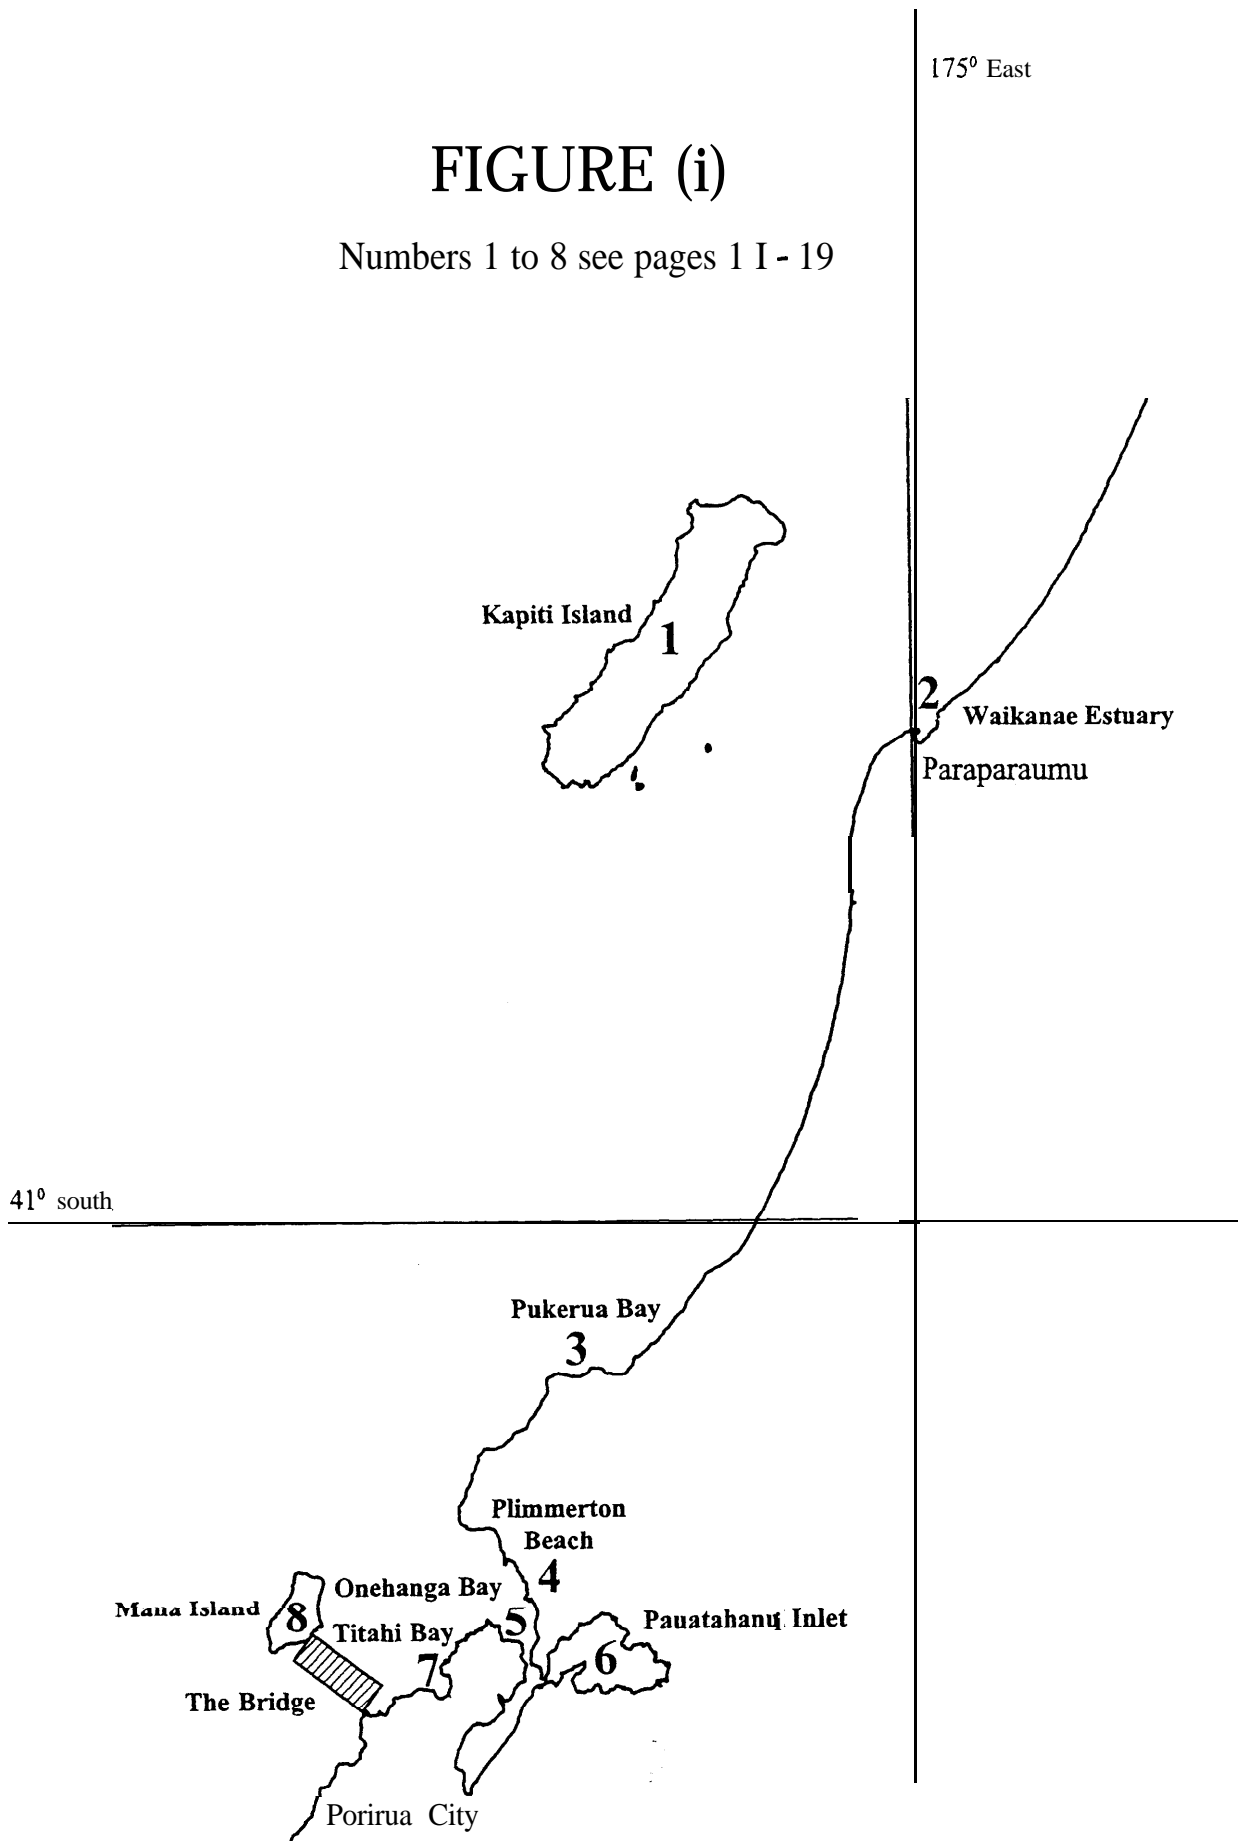 175⁰ East
FIGURE (i)
Numbers 1 to 8 see pages 1 I - 19
Kapiti Island
1
2
Waikanae Estuary
Paraparaumu
41⁰ south
Pukerua Bay
3
Plimmerton
Beach
4
Onehanga Bay
Mana Island
8
5
Pauatahanui Inlet
Titahi Bay
7
6
The Bridge
Porirua City